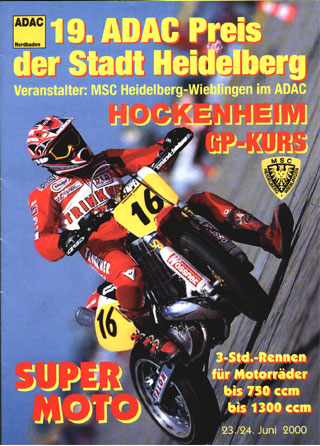 ADAC
Nordbaden
19. ADAC Preis
der Stadt Heidelberg
Veranstalter: MSC Heidelberg-Wieblingen im ADAC
HOCKENHEIM
GP-KURS
M S C
16
16
SUPER
MOTO
3-Std.-Rennen
für Motorräder
bis 750 ccm
bis 1300 ccm
23./24. Juni 2000